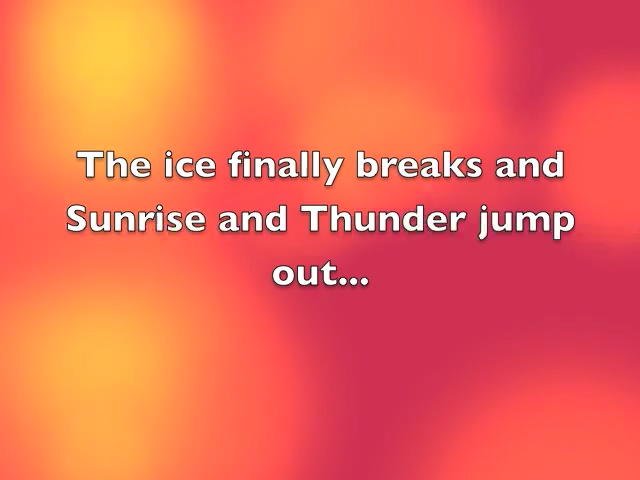 The ice finally breaks and
Sunrise and Thunder jump
out...